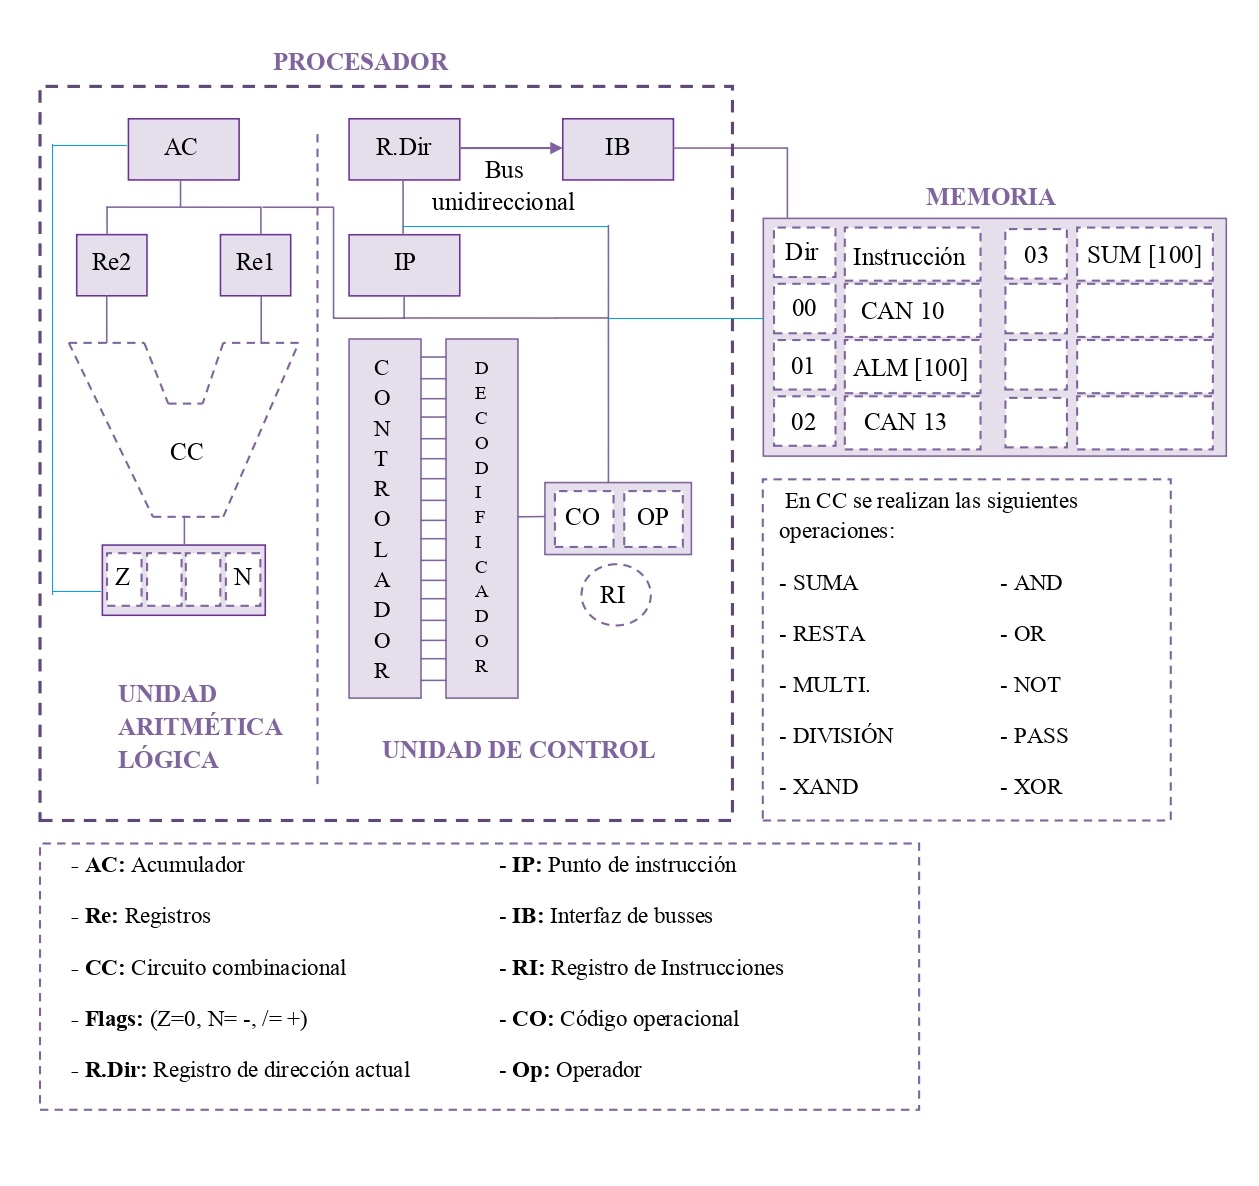 PROCESADOR
AC
R.Dir
IB
Bus
unidireccional
Re2
Re1
IP
CC
Z
N
CONTROLADOR
DECODIFICADOR
CO
OP
RI
UNIDAD
ARITMÉTICA
LÓGICA
UNIDAD DE CONTROL
MEMORIA
Dir
Instrucción
03
SUM [100]
00
CAN 10
01
ALM [100]
02
CAN 13
En CC se realizan las siguientes
operaciones:
- SUMA
- AND
- RESTA
- OR
- MULTI.
- NOT
- DIVISIÓN
- PASS
- XAND
- XOR
- AC: Acumulador
- IP: Punto de instrucción
- Re: Registros
- IB: Interfaz de busses
- CC: Circuito combinacional
- RI: Registro de Instrucciones
- Flags: (Z=0, N= -, /= +)
- CO: Código operacional
- R.Dir: Registro de dirección actual
- Op: Operador